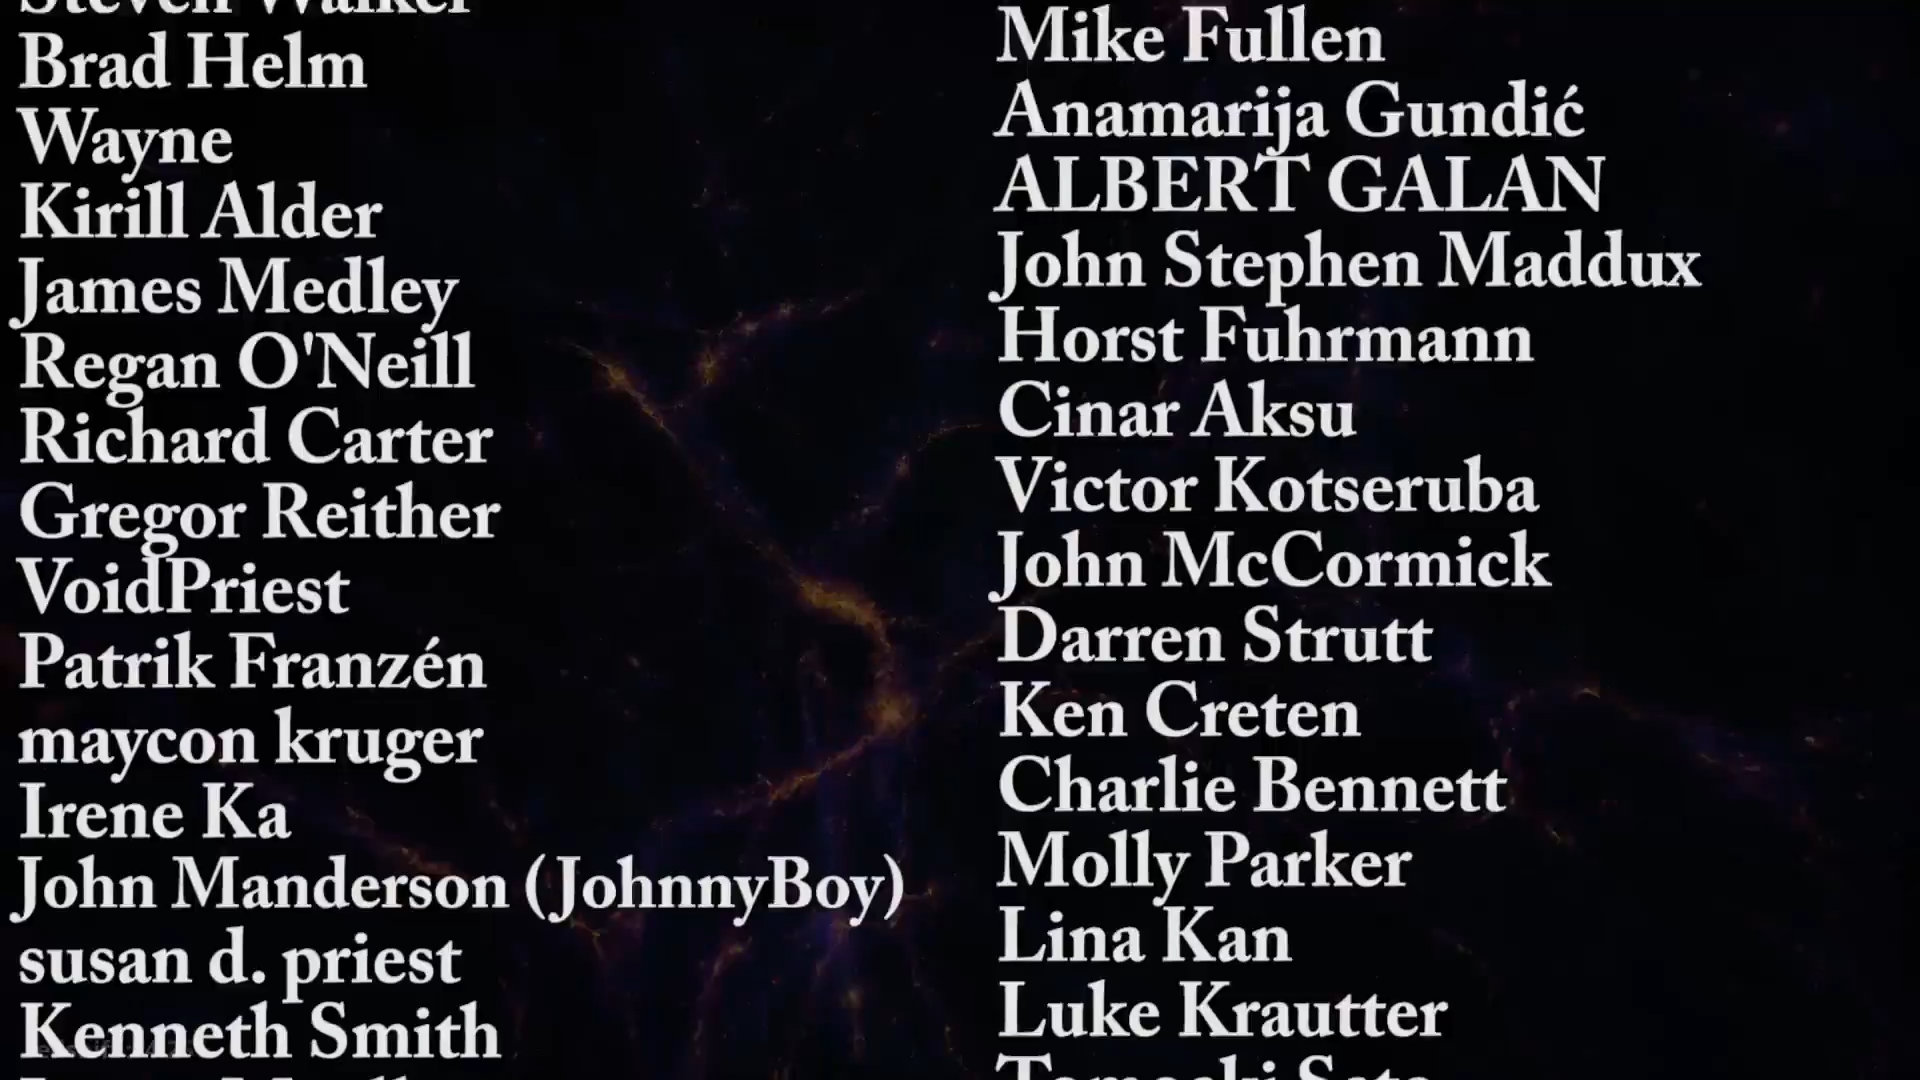 Steven Walker
Brad Helm
Wayne
Kirill Alder
James Medley
Regan O'Neill
Richard Carter
Gregor Reither
VoidPriest
Patrik Franzén
maycon kruger
Irene Ka
John Manderson (JohnnyBoy)
susan d. priest
Kenneth Smith
Mike Fullen
Anamarija Gundić
ALBERT GALAN
John Stephen Maddux
Horst Fuhrmann
Cinar Aksu
Victor Kotseruba
John McCormick
Darren Strutt
Ken Creten
Charlie Bennett
Molly Parker
Lina Kan
Luke Krautter